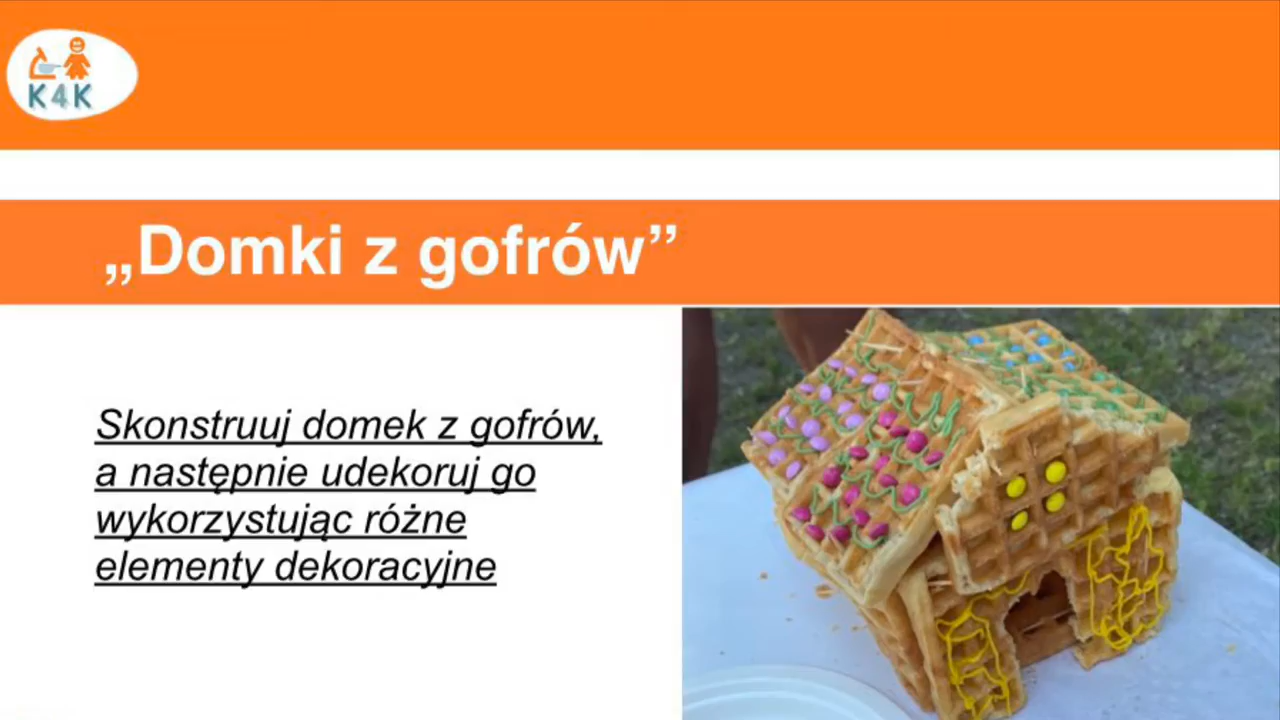 K4K
„Domki z gofrów”
Skonstruuj domek z gofrów,
a następnie udekoruj go
wykorzystując różne
elementy dekoracyjne